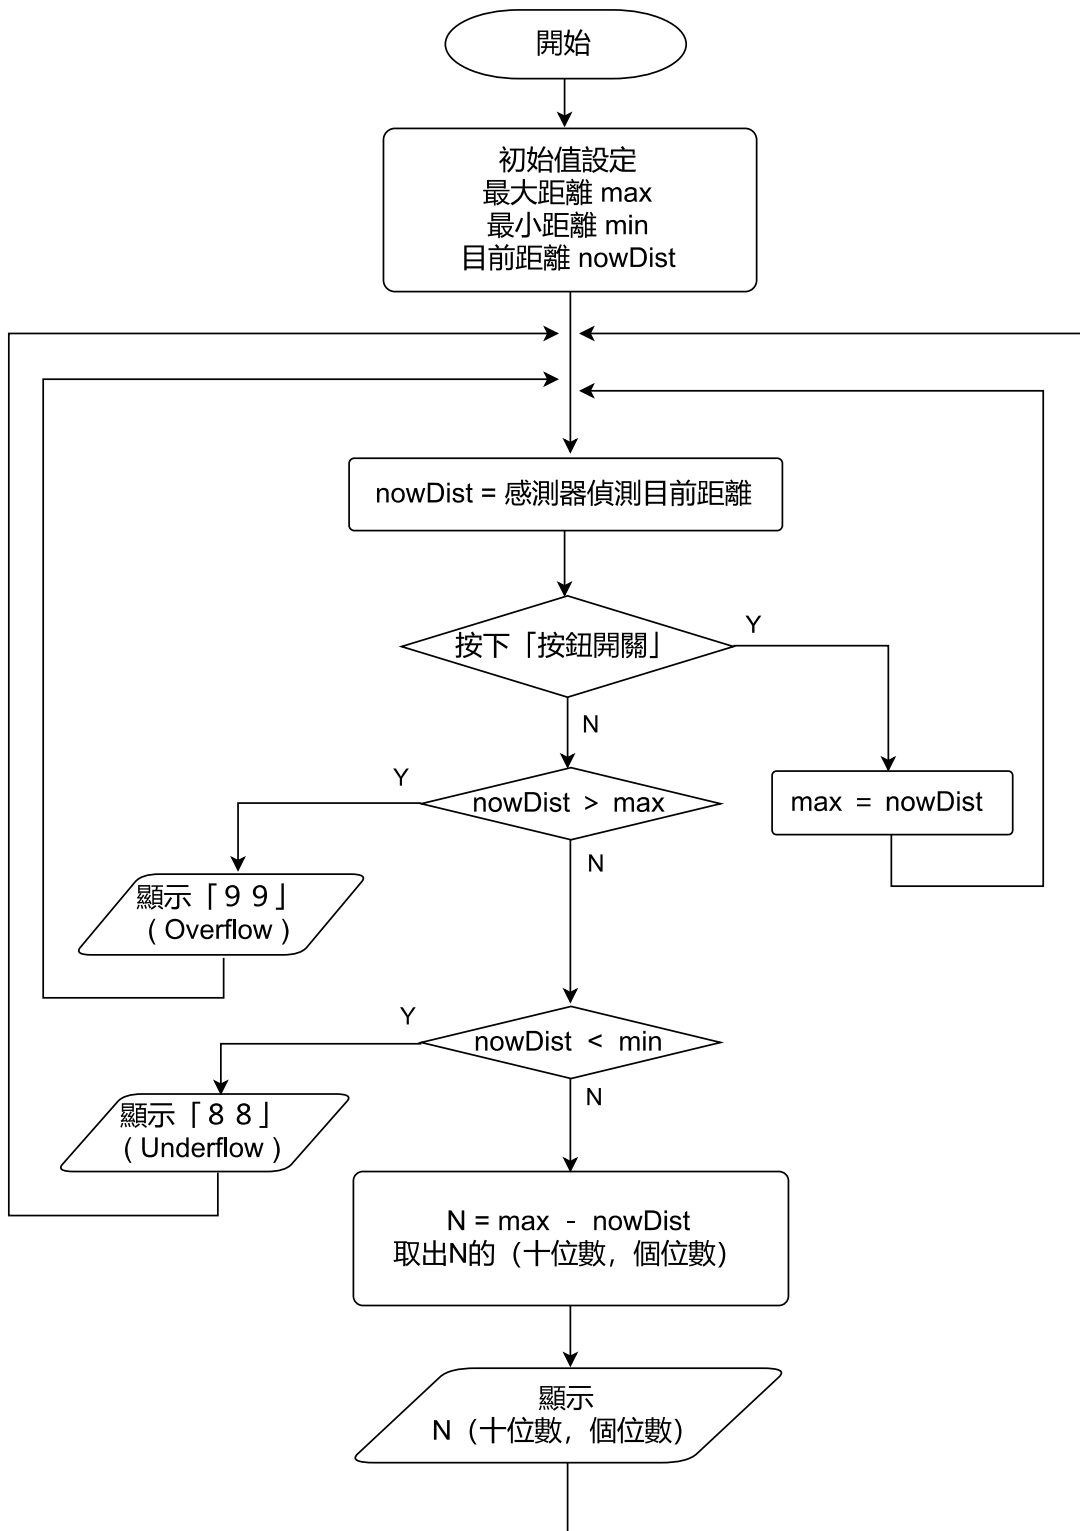 開始
初始值設定
最大距離 max
最小距離 min
目前距離 nowDist
nowDist = 感測器偵測目前距離
按下「按鈕開關」
Y
N
max = nowDist
nowDist > max
Y
N
顯示「9 9」
( Overflow )
nowDist < min
Y
N
顯示「8 8」
( Underflow )
N = max - nowDist
取出N的（十位數，個位數）
顯示
N（十位數，個位數）